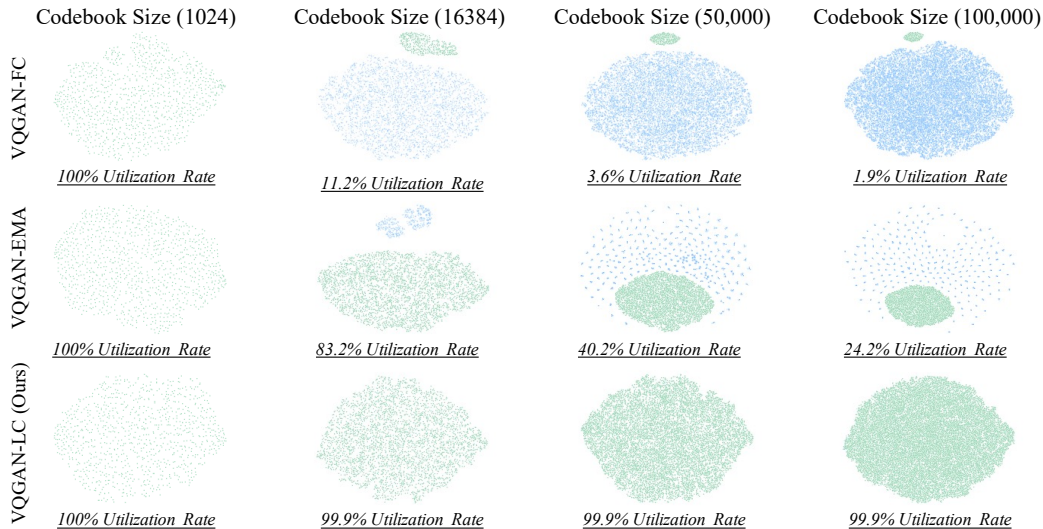 Codebook Size (1024)
Codebook Size (16384)
Codebook Size (50,000)
Codebook Size (100,000)
VQGAN-FC
100% Utilization Rate
11.2% Utilization Rate
3.6% Utilization Rate
1.9% Utilization Rate
VQGAN-EMA
100% Utilization Rate
83.2% Utilization Rate
40.2% Utilization Rate
24.2% Utilization Rate
VQGAN-LC (Ours)
100% Utilization Rate
99.9% Utilization Rate
99.9% Utilization Rate
99.9% Utilization Rate